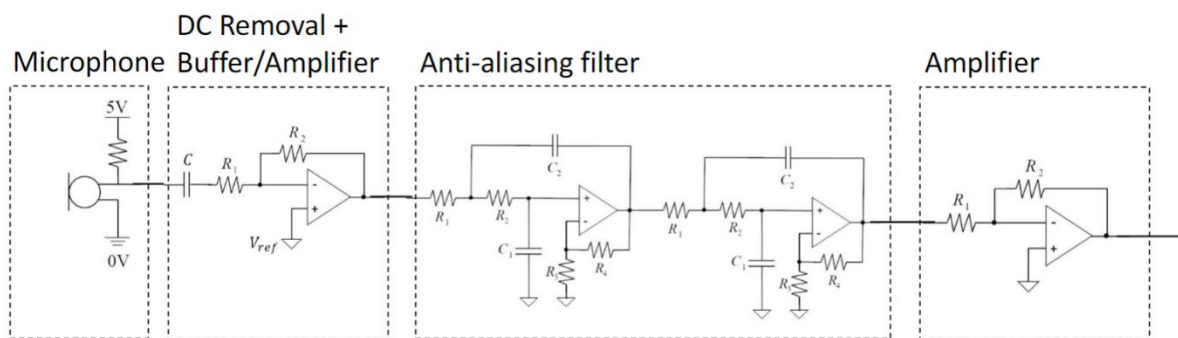 DC Removal +
Microphone Buffer/Amplifier Anti-aliasing filter Amplifier
5V
0V
C R₁ R₂
- +
V_ref
R₁ R₂ C₂ C₁ R₃ R₄
+ -
R₁ R₂ C₂ C₁ R₃ R₄
+ -
R₁ R₂
- +